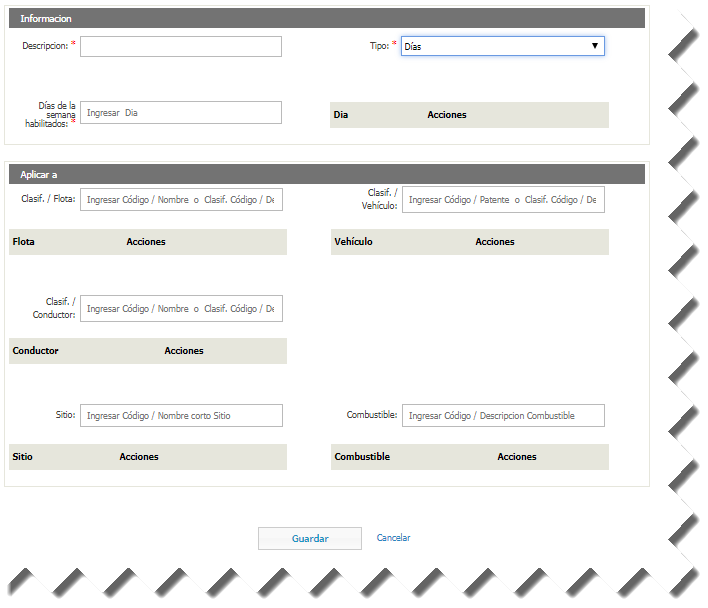 Informacion
Descripcion: *
Tipo: * Días ▼
Días de la
semana
habilitados: *
Ingresar Dia
Dia Acciones
Aplicar a
Clasif. / Flota: Ingresar Código / Nombre o Clasif. Código / De
Clasif. /
Vehículo:
Ingresar Código / Patente o Clasif. Código / De
Flota Acciones
Vehículo Acciones
Clasif. /
Conductor:
Ingresar Código / Nombre o Clasif. Código / De
Conductor Acciones
Sitio: Ingresar Código / Nombre corto Sitio
Combustible: Ingresar Código / Descripcion Combustible
Sitio Acciones
Combustible Acciones
Guardar Cancelar